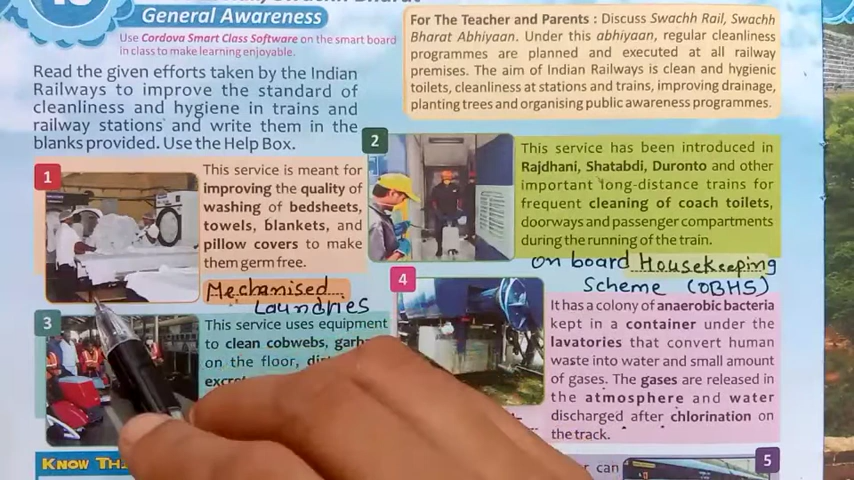 General Awareness
Use Cordova Smart Class Software on the smart board
in class to make learning enjoyable.
Read the given efforts taken by the Indian
Railways to improve the standard of
cleanliness and hygiene in trains and
railway stations and write them in the
blanks provided. Use the Help Box.
For The Teacher and Parents : Discuss Swachh Rail, Swachh
Bharat Abhiyaan. Under this abhiyaan, regular cleanliness
programmes are planned and executed at all railway
premises. The aim of Indian Railways is clean and hygienic
toilets, cleanliness at stations and trains, improving drainage,
planting trees and organising public awareness programmes.
1
This service is meant for
improving the quality of
washing of bedsheets,
towels, blankets, and
pillow covers to make
them germ free.
Mechanised
Laundries
2
This service has been introduced in
Rajdhani, Shatabdi, Duronto and other
important long-distance trains for
frequent cleaning of coach toilets,
doorways and passenger compartments
during the running of the train.
On board Housekeeping
Scheme (OBHS)
3
This service uses equipment
to clean cobwebs,
on the floor,
4
It has a colony of anaerobic bacteria
kept in a container under the
lavatories that convert human
waste into water and small amount
of gases. The gases are released in
the atmosphere and water
discharged after chlorination on
the track.
KNOW
can
5